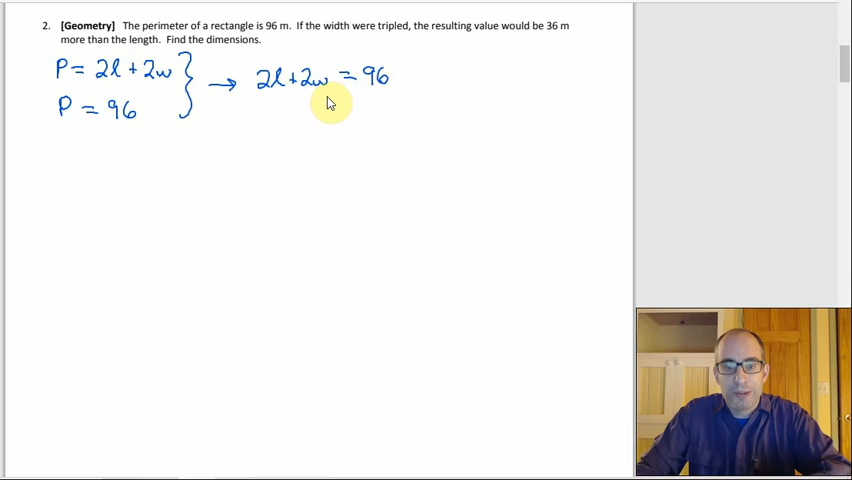 2. [Geometry] The perimeter of a rectangle is 96 m. If the width were tripled, the resulting value would be 36 m
more than the length. Find the dimensions.
P = 2l + 2w } → 2l + 2w = 96
P = 96